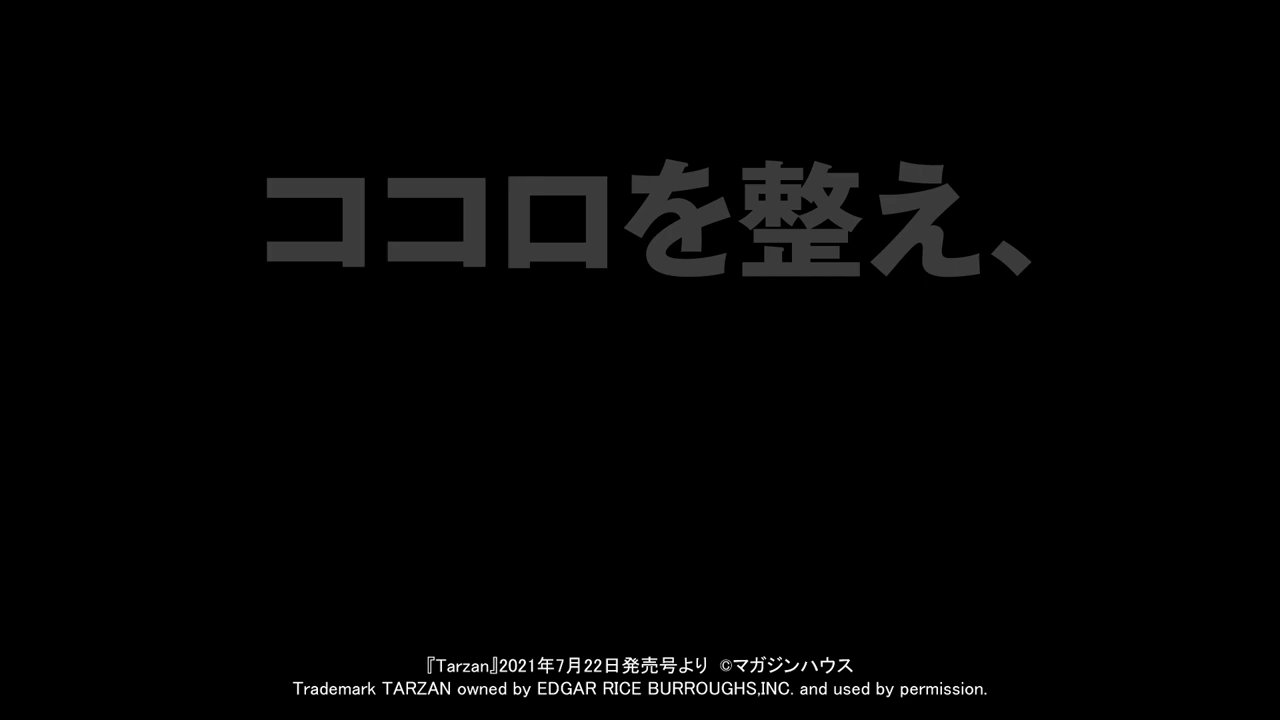 ココロを整え、
『Tarzan』2021年7月22日発売号より ©マガジンハウス
Trademark TARZAN owned by EDGAR RICE BURROUGHS,INC. and used by permission.